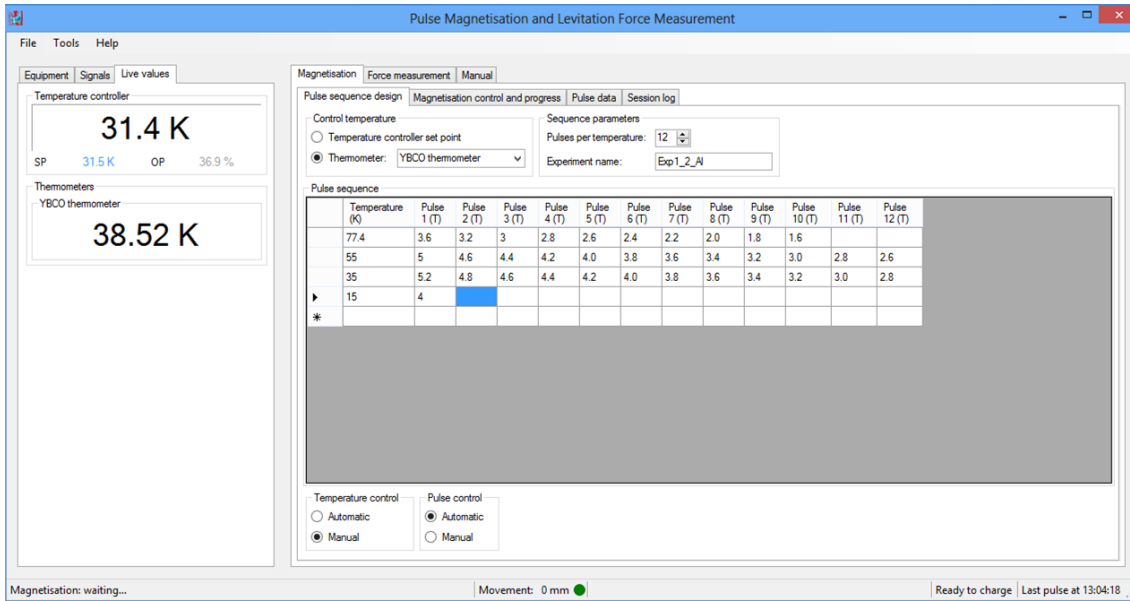 Pulse Magnetisation and Levitation Force Measurement
File Tools Help
Equipment Signals Live values
Temperature controller
31.4 K
SP 31.5 K OP 36.9 %
Thermometers
YBCO thermometer
38.52 K
Magnetisation Force measurement Manual
Pulse sequence design Magnetisation control and progress Pulse data Session log
Control temperature
Temperature controller set point
Thermometer: YBCO thermometer
Sequence parameters
Pulses per temperature: 12
Experiment name: Exp1_2_Al
Pulse sequence
Temperature (K) Pulse 1 (T) Pulse 2 (T) Pulse 3 (T) Pulse 4 (T) Pulse 5 (T) Pulse 6 (T) Pulse 7 (T) Pulse 8 (T) Pulse 9 (T) Pulse 10 (T) Pulse 11 (T) Pulse 12 (T)
77.4 3.6 3.2 3 2.8 2.6 2.4 2.2 2.0 1.8 1.6
55 5 4.6 4.4 4.2 4.0 3.8 3.6 3.4 3.2 3.0 2.8 2.6
35 5.2 4.8 4.6 4.4 4.2 4.0 3.8 3.6 3.4 3.2 3.0 2.8
15 4
Temperature control
Automatic
Manual
Pulse control
Automatic
Manual
Magnetisation: waiting... Movement: 0 mm Ready to charge Last pulse at 13:04:18